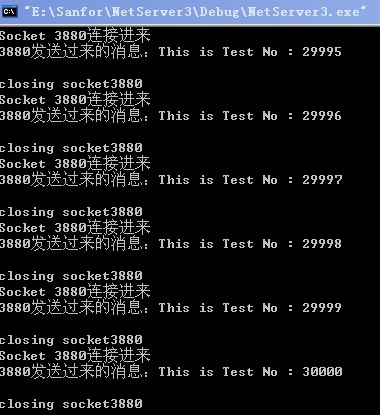 "E:\Sanfor\NetServer3\Debug\NetServer3.exe"
Socket 3880连接进来
3880发送过来的消息：This is Test No : 29995
closing socket3880
Socket 3880连接进来
3880发送过来的消息：This is Test No : 29996
closing socket3880
Socket 3880连接进来
3880发送过来的消息：This is Test No : 29997
closing socket3880
Socket 3880连接进来
3880发送过来的消息：This is Test No : 29998
closing socket3880
Socket 3880连接进来
3880发送过来的消息：This is Test No : 29999
closing socket3880
Socket 3880连接进来
3880发送过来的消息：This is Test No : 30000
closing socket3880